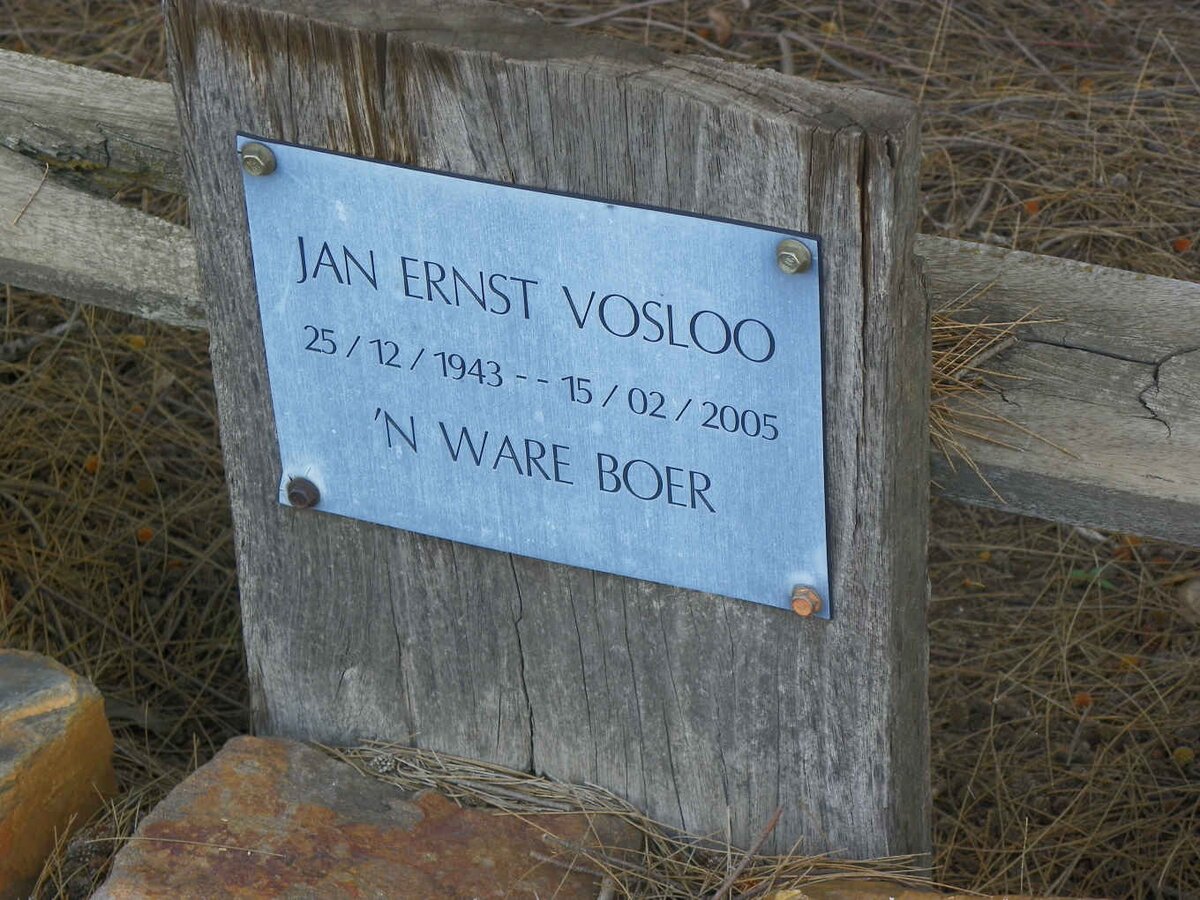 JAN ERNST VOSLOO
25 / 12 / 1943 - - 15 / 02 / 2005
'N WARE BOER